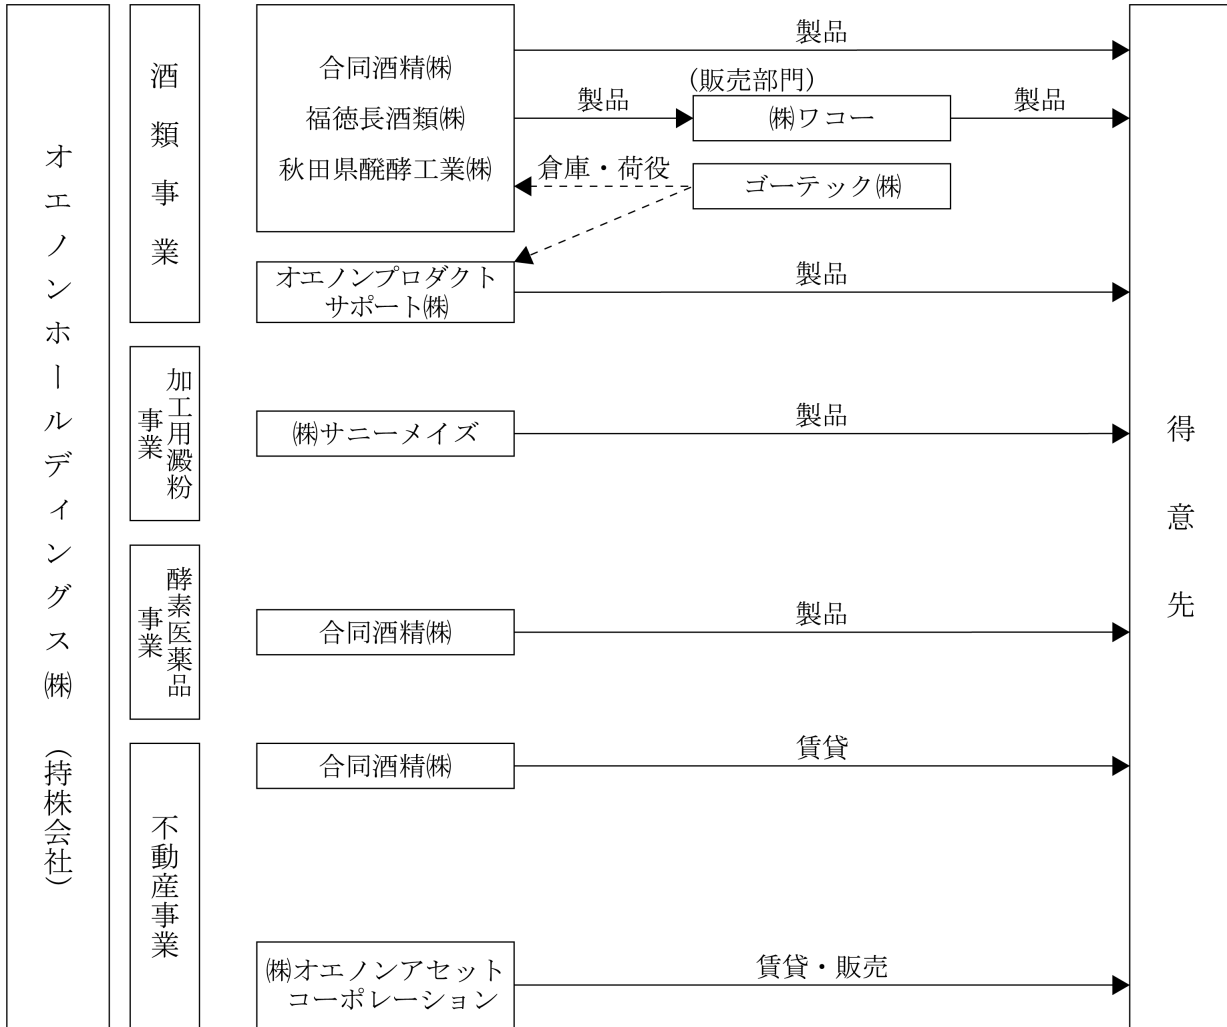 オエノンホールディングス㈱（持株会社）
酒類事業
合同酒精㈱
福徳長酒類㈱
秋田県醗酵工業㈱
製品
製品
（販売部門）
㈱ワコー
製品
倉庫・荷役
ゴーテック㈱
オエノンプロダクト
サポート㈱
製品
加工用澱粉
事業
㈱サニーメイズ
製品
酵素医薬品
事業
合同酒精㈱
製品
不動産事業
合同酒精㈱
賃貸
㈱オエノンアセット
コーポレーション
賃貸・販売
得意先